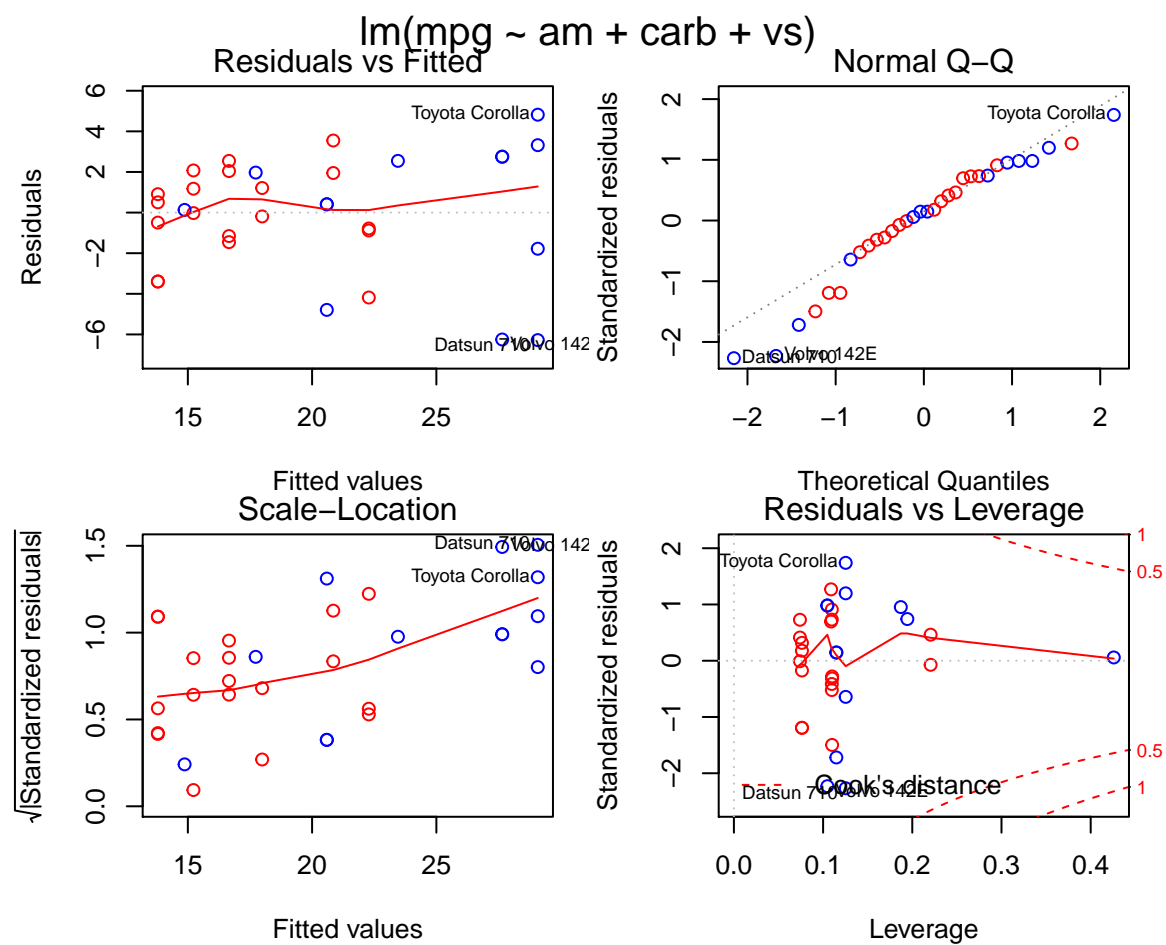 lm(mpg ~ am + carb + vs)
Residuals vs Fitted
Residuals
6
4
2
−2
−6
Toyota Corolla
Datsun 710
Volvo 142
15 20 25
Fitted values
Normal Q−Q
Standardized residuals
2
1
0
−1
−2
Toyota Corolla
Volvo 142E
Datsun 710
−2 −1 0 1 2
Theoretical Quantiles
Scale−Location
√|Standardized residuals|
1.5
1.0
0.5
0.0
Datsun 710
Volvo 142
Toyota Corolla
15 20 25
Fitted values
Residuals vs Leverage
Standardized residuals
2
1
0
−1
−2
Toyota Corolla
1
0.5
0.5
1
Cook's distance
Datsun 710
Volvo 142E
0.0 0.1 0.2 0.3 0.4
Leverage